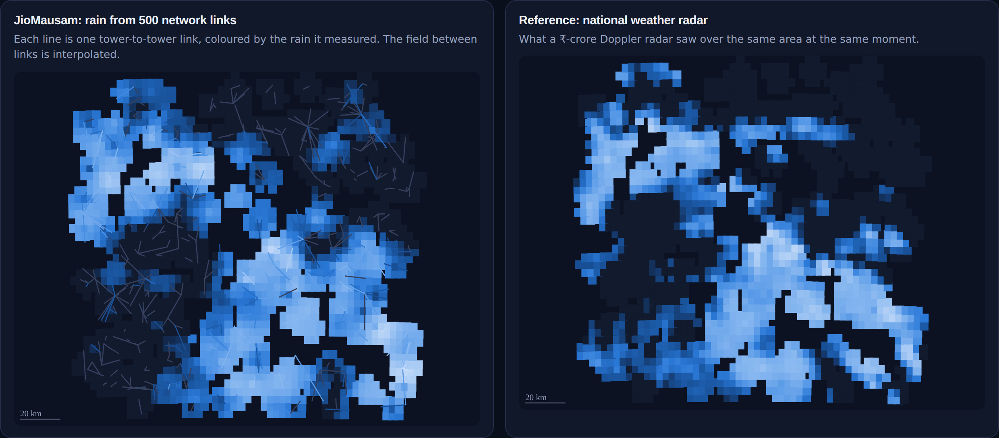 JioMausam: rain from 500 network links
Each line is one tower-to-tower link, coloured by the rain it measured. The field between
links is interpolated.
20 km
Reference: national weather radar
What a ₹-crore Doppler radar saw over the same area at the same moment.
20 km